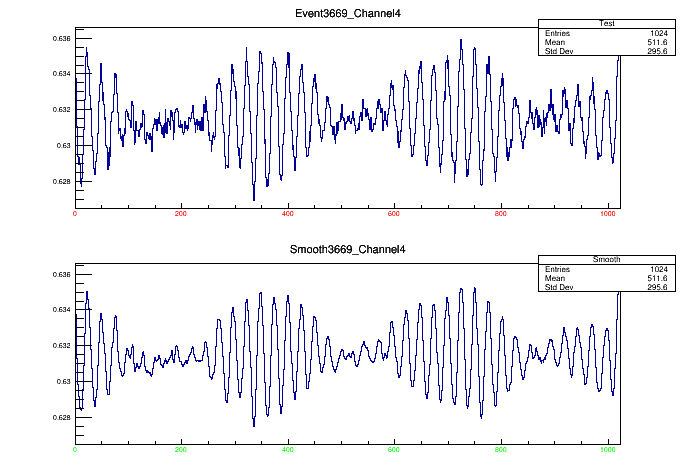 Event3669_Channel4
Test
Entries 1024
Mean 511.6
Std Dev 295.6
0.636
0.634
0.632
0.63
0.628
0 200 400 600 800 1000
Smooth3669_Channel4
Smooth
Entries 1024
Mean 511.6
Std Dev 295.6
0.636
0.634
0.632
0.63
0.628
0 200 400 600 800 1000